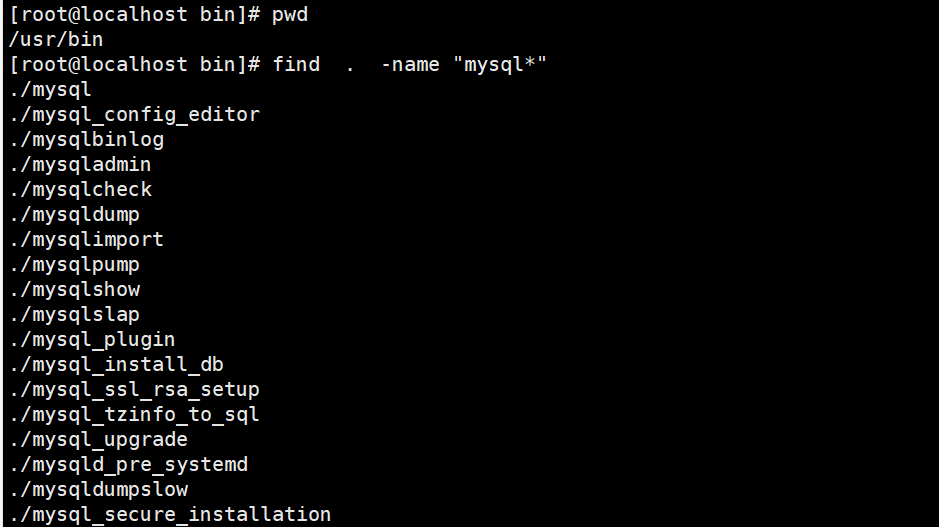 [root@localhost bin]# pwd
/usr/bin
[root@localhost bin]# find  .  -name "mysql*"
./mysql
./mysql_config_editor
./mysqlbinlog
./mysqladmin
./mysqlcheck
./mysqldump
./mysqlimport
./mysqlpump
./mysqlshow
./mysqlslap
./mysql_plugin
./mysql_install_db
./mysql_ssl_rsa_setup
./mysql_tzinfo_to_sql
./mysql_upgrade
./mysqld_pre_systemd
./mysqldumpslow
./mysql_secure_installation